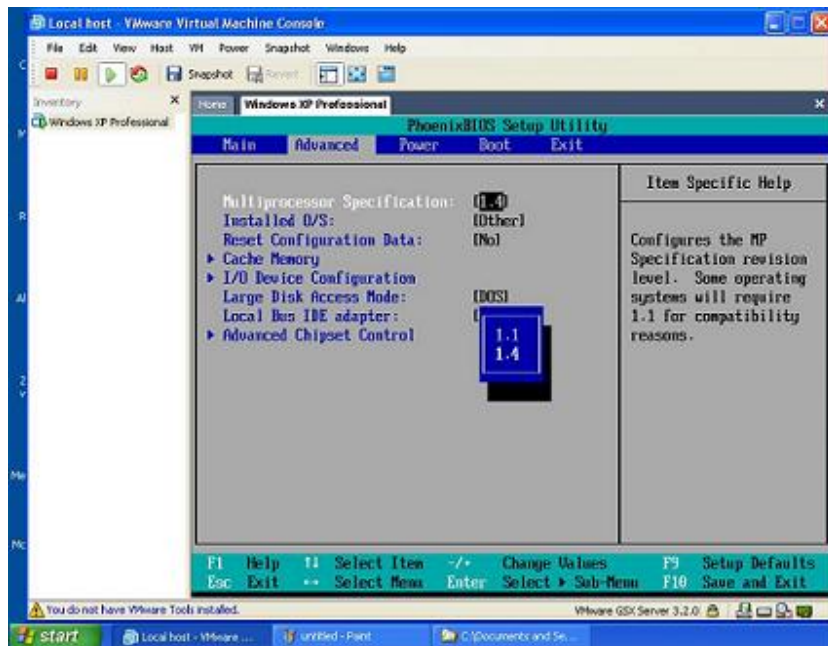 Local host - VMware Virtual Machine Console
File Edit View Host VM Power Snapshot Windows Help
Snapshot Revert
Inventory
Windows XP Professional
Home Windows XP Professional
PhoenixBIOS Setup Utility
Main Advanced Power Boot Exit
Item Specific Help
Multiprocessor Specification: [1.4]
Installed O/S: [Other]
Reset Configuration Data: [No]
Cache Memory
I/O Device Configuration
Large Disk Access Mode: [DOS]
Local Bus IDE adapter: [
Advanced Chipset Control
1.1
1.4
Configures the MP
Specification revision
level. Some operating
systems will require
1.1 for compatibility
reasons.
F1 Help ↑↓ Select Item -/+ Change Values F9 Setup Defaults
Esc Exit ↔ Select Menu Enter Select ▸ Sub-Menu F10 Save and Exit
You do not have VMware Tools installed.
VMware GSX Server 3.2.0
start
Local host - VMware ...
untitled - Paint
C:\Documents and Se...